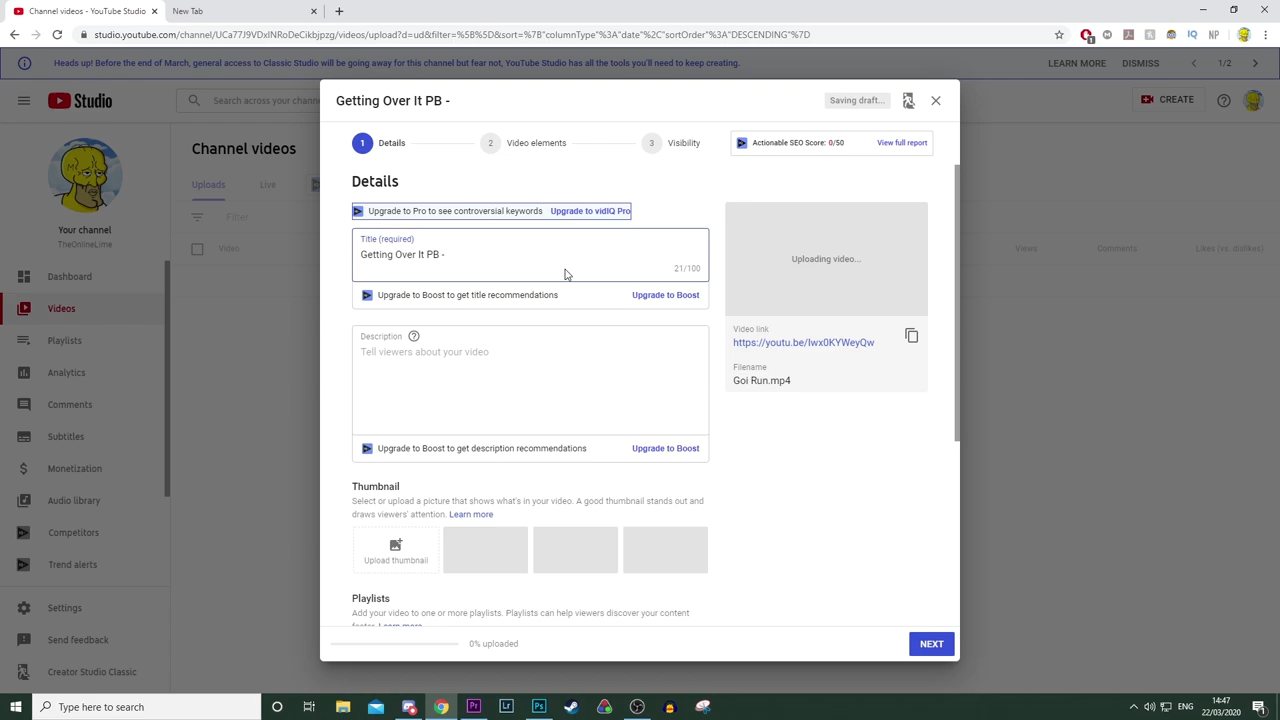 Channel videos - YouTube Studio
New Tab
studio.youtube.com/channel/UCa77J9VDxINRoDeCikbjpzg/videos/upload?d=ud&filter=%5B%5D&sort=%7B"columnType"%3A"date"%2C"sortOrder"%3A"DESCENDING"%7D
Heads up! Before the end of March, general access to Classic Studio will be going away for this channel but fear not, YouTube Studio has all the tools you'll need to keep creating.
LEARN MORE
DISMISS
1/2
Studio
Search across your channel
CREATE
Your channel
TheOnlineLime
Dashboard
Videos
Playlists
Analytics
Comments
Subtitles
Monetization
Audio library
Competitors
Trend alerts
Settings
Send feedback
Creator Studio Classic
Channel videos
Uploads
Live
Filter
Video
Views
Comments
Likes (vs. dislikes)
Getting Over It PB -
Saving draft...
1
Details
2
Video elements
3
Visibility
Actionable SEO Score: 0/50
View full report
Details
Upgrade to Pro to see controversial keywords
Upgrade to vidIQ Pro
Title (required)
Getting Over It PB -
21/100
Upgrade to Boost to get title recommendations
Upgrade to Boost
Description
Tell viewers about your video
Upgrade to Boost to get description recommendations
Upgrade to Boost
Thumbnail
Select or upload a picture that shows what's in your video. A good thumbnail stands out and
draws viewers' attention. Learn more
Upload thumbnail
Playlists
Add your video to one or more playlists. Playlists can help viewers discover your content
faster. Learn more
Uploading video...
Video link
https://youtu.be/Iwx0KYWeyQw
Filename
Goi Run.mp4
0% uploaded
NEXT
Type here to search
ENG
14:47
22/03/2020